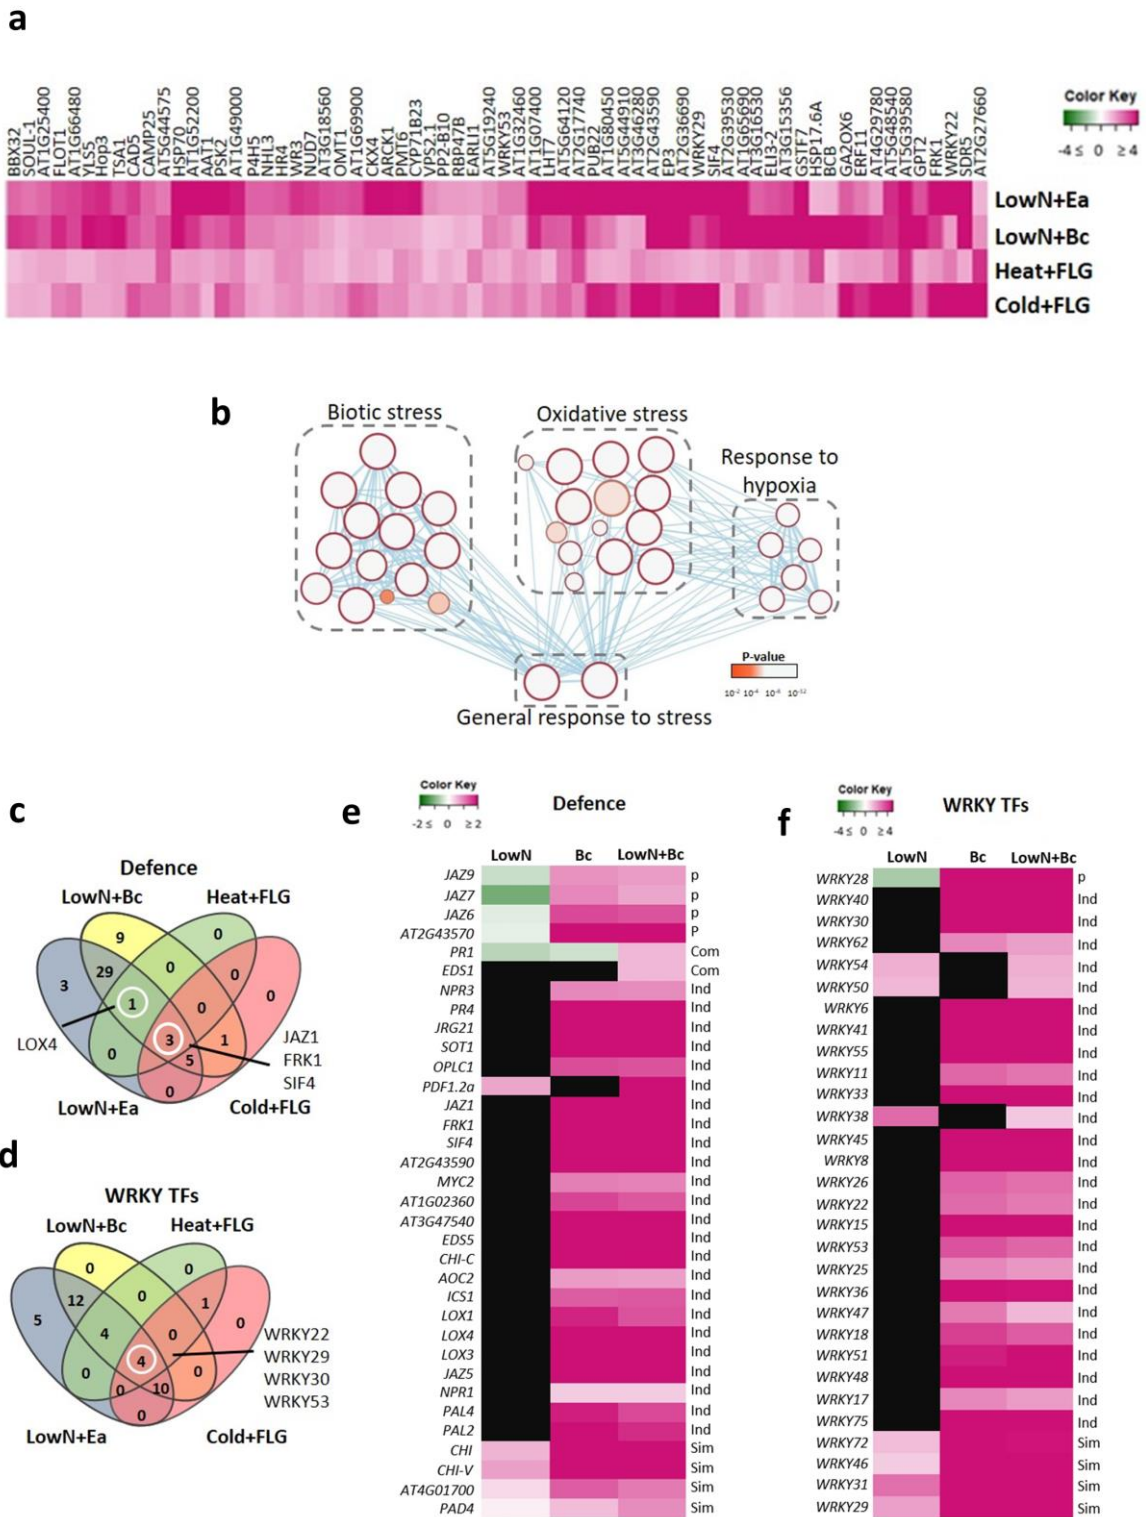 a
BBX32
SOUL-1
AT1G25400
FLOT1
AT1G66480
YLS5
Hop3
TSA1
CAD5
CAMP25
AT5G44575
HSP70
AT1G52200
AAT1
PSK2
AT1G49000
P4H5
NHL3
HR4
WR3
NUD7
AT3G18560
OMT1
AT1G69900
CKX4
ARCK1
PMT6
CYP71B23
VPS2.1
PP2-B10
RBP47B
EARLI1
AT5G19240
WRKY53
AT1G32460
AT1G07400
LHT7
AT5G64120
AT2G17740
PUB22
AT1G80450
AT5G44910
AT3G46280
AT2G43590
EP3
AT2G36690
WRKY29
SIF4
AT2G39530
AT1G65690
AT3G16530
ELI3-2
AT3G15356
GSTF7
HSP17.6A
BCB
GA2OX6
ERF11
AT4G29780
AT5G48540
AT5G39580
GPT2
FRK1
WRKY22
SDR5
AT2G27660
Color Key
-4 ≤ 0 ≥ 4
LowN+Ea
LowN+Bc
Heat+FLG
Cold+FLG
b
Biotic stress
Oxidative stress
Response to
hypoxia
P-value
10-2 10-4 10-8 10-12
General response to stress
c
Defence
LowN+Bc Heat+FLG
9 0
3 29 0 0 0
1 0
LOX4
3 1
0 5
0
JAZ1
FRK1
SIF4
LowN+Ea Cold+FLG
d
WRKY TFs
LowN+Bc Heat+FLG
0 0
5 12 0 1 0
4 0
4
0 0 10 0
0
WRKY22
WRKY29
WRKY30
WRKY53
LowN+Ea Cold+FLG
e
Color Key
-2 ≤ 0 ≥ 2
Defence
LowN Bc LowN+Bc
JAZ9 p
JAZ7 p
JAZ6 p
AT2G43570 P
PR1 Com
EDS1 Com
NPR3 Ind
PR4 Ind
JRG21 Ind
SOT1 Ind
OPLC1 Ind
PDF1.2a Ind
JAZ1 Ind
FRK1 Ind
SIF4 Ind
AT2G43590 Ind
MYC2 Ind
AT1G02360 Ind
AT3G47540 Ind
EDS5 Ind
CHI-C Ind
AOC2 Ind
ICS1 Ind
LOX1 Ind
LOX4 Ind
LOX3 Ind
JAZ5 Ind
NPR1 Ind
PAL4 Ind
PAL2 Ind
CHI Sim
CHI-V Sim
AT4G01700 Sim
PAD4 Sim
f
Color Key
-4 ≤ 0 ≥ 4
WRKY TFs
LowN Bc LowN+Bc
WRKY28 p
WRKY40 Ind
WRKY30 Ind
WRKY62 Ind
WRKY54 Ind
WRKY50 Ind
WRKY6 Ind
WRKY41 Ind
WRKY55 Ind
WRKY11 Ind
WRKY33 Ind
WRKY38 Ind
WRKY45 Ind
WRKY8 Ind
WRKY26 Ind
WRKY22 Ind
WRKY15 Ind
WRKY53 Ind
WRKY25 Ind
WRKY36 Ind
WRKY47 Ind
WRKY18 Ind
WRKY51 Ind
WRKY48 Ind
WRKY17 Ind
WRKY75 Ind
WRKY72 Sim
WRKY46 Sim
WRKY31 Sim
WRKY29 Sim